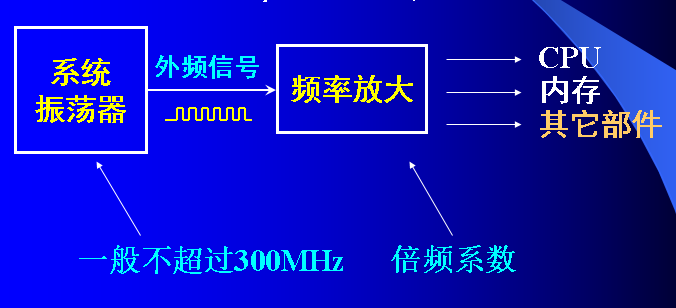 系统
振荡器
外频信号
频率放大
CPU
内存
其它部件
一般不超过300MHz
倍频系数